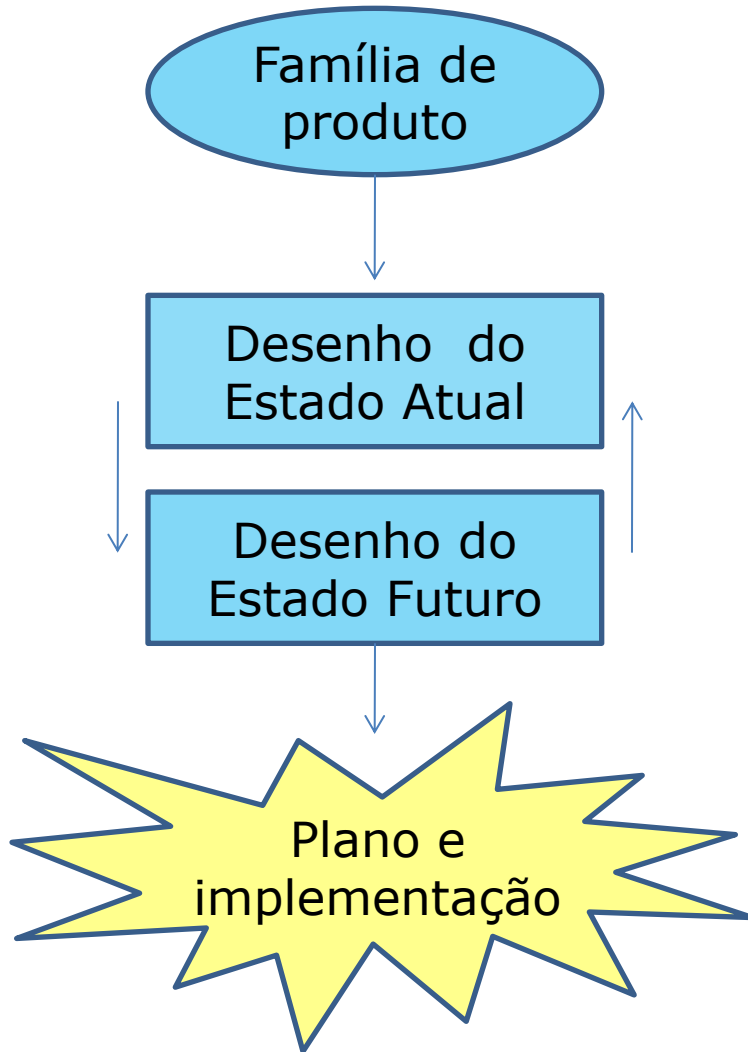 Família de
produto
Desenho do
Estado Atual
Desenho do
Estado Futuro
Plano e
implementação